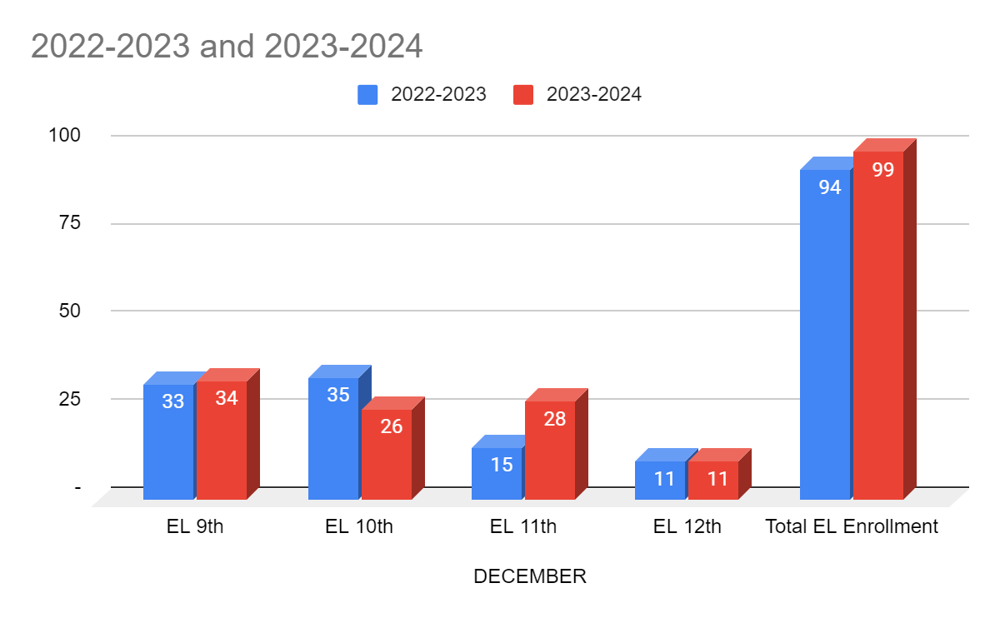 2022-2023 and 2023-2024
2022-2023 2023-2024
100
75
50
25
-
33 34 35 26 15 28 11 11 94 99
EL 9th EL 10th EL 11th EL 12th Total EL Enrollment
DECEMBER